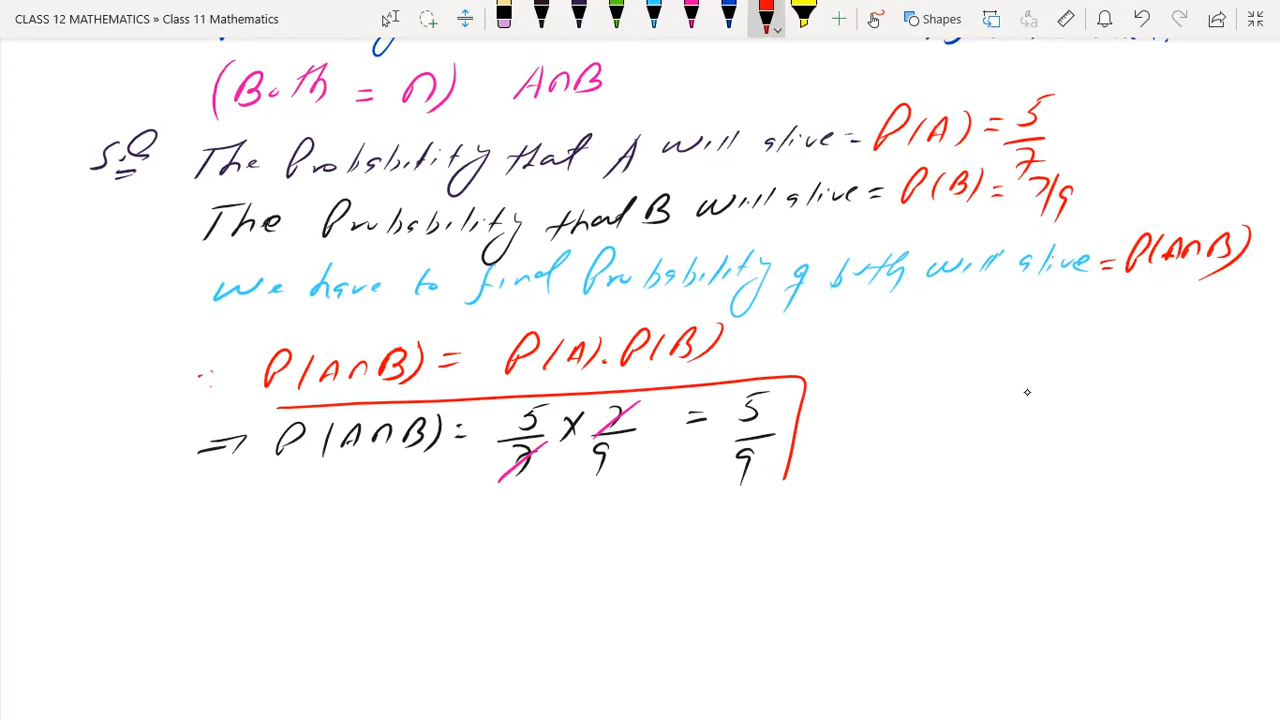 CLASS 12 MATHEMATICS » Class 11 Mathematics
Shapes
(Both = ∩) A∩B
Sol The Probability that A will alive = P(A) = 5/7
The Probability that B will alive = P(B) = 7/9
We have to find Probability of both will alive = P(A∩B)
∴ P(A∩B) = P(A). P(B)
⇒ P(A∩B) = 5/7 × 7/9 = 5/9